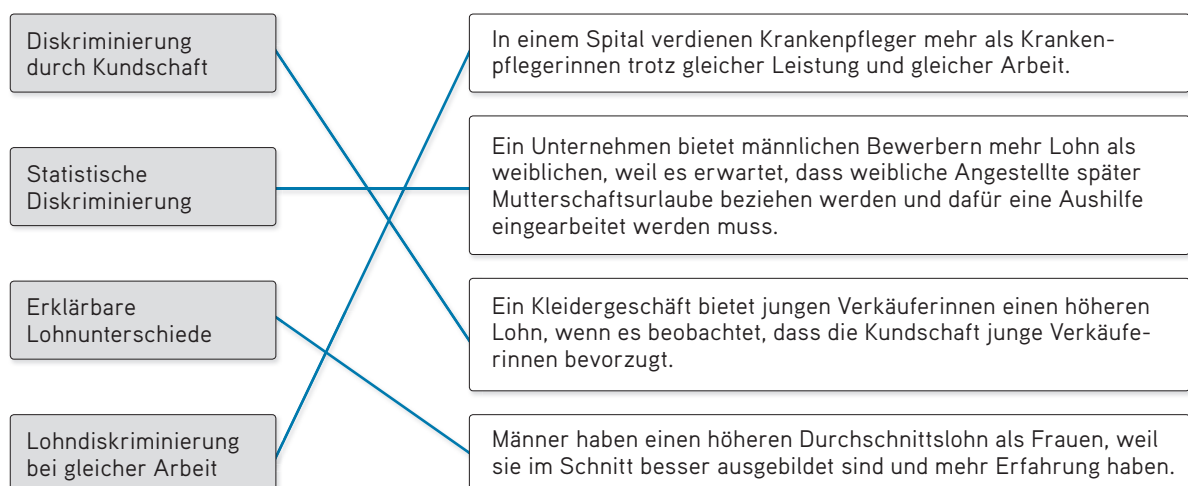 Diskriminierung
durch Kundschaft
In einem Spital verdienen Krankenpfleger mehr als Kranken-
pflegerinnen trotz gleicher Leistung und gleicher Arbeit.
Statistische
Diskriminierung
Ein Unternehmen bietet männlichen Bewerbern mehr Lohn als
weiblichen, weil es erwartet, dass weibliche Angestellte später
Mutterschaftsurlaube beziehen werden und dafür eine Aushilfe
eingearbeitet werden muss.
Erklärbare
Lohnunterschiede
Ein Kleidergeschäft bietet jungen Verkäuferinnen einen höheren
Lohn, wenn es beobachtet, dass die Kundschaft junge Verkäufe-
rinnen bevorzugt.
Lohndiskriminierung
bei gleicher Arbeit
Männer haben einen höheren Durchschnittslohn als Frauen, weil
sie im Schnitt besser ausgebildet sind und mehr Erfahrung haben.